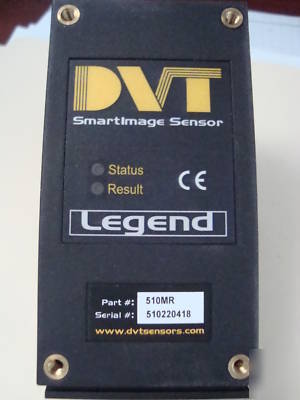 DVT
SmartImage Sensor
Status
Result
CE
Legend
Part #: 510MR
Serial #: 510220418
www.dvtsensors.com